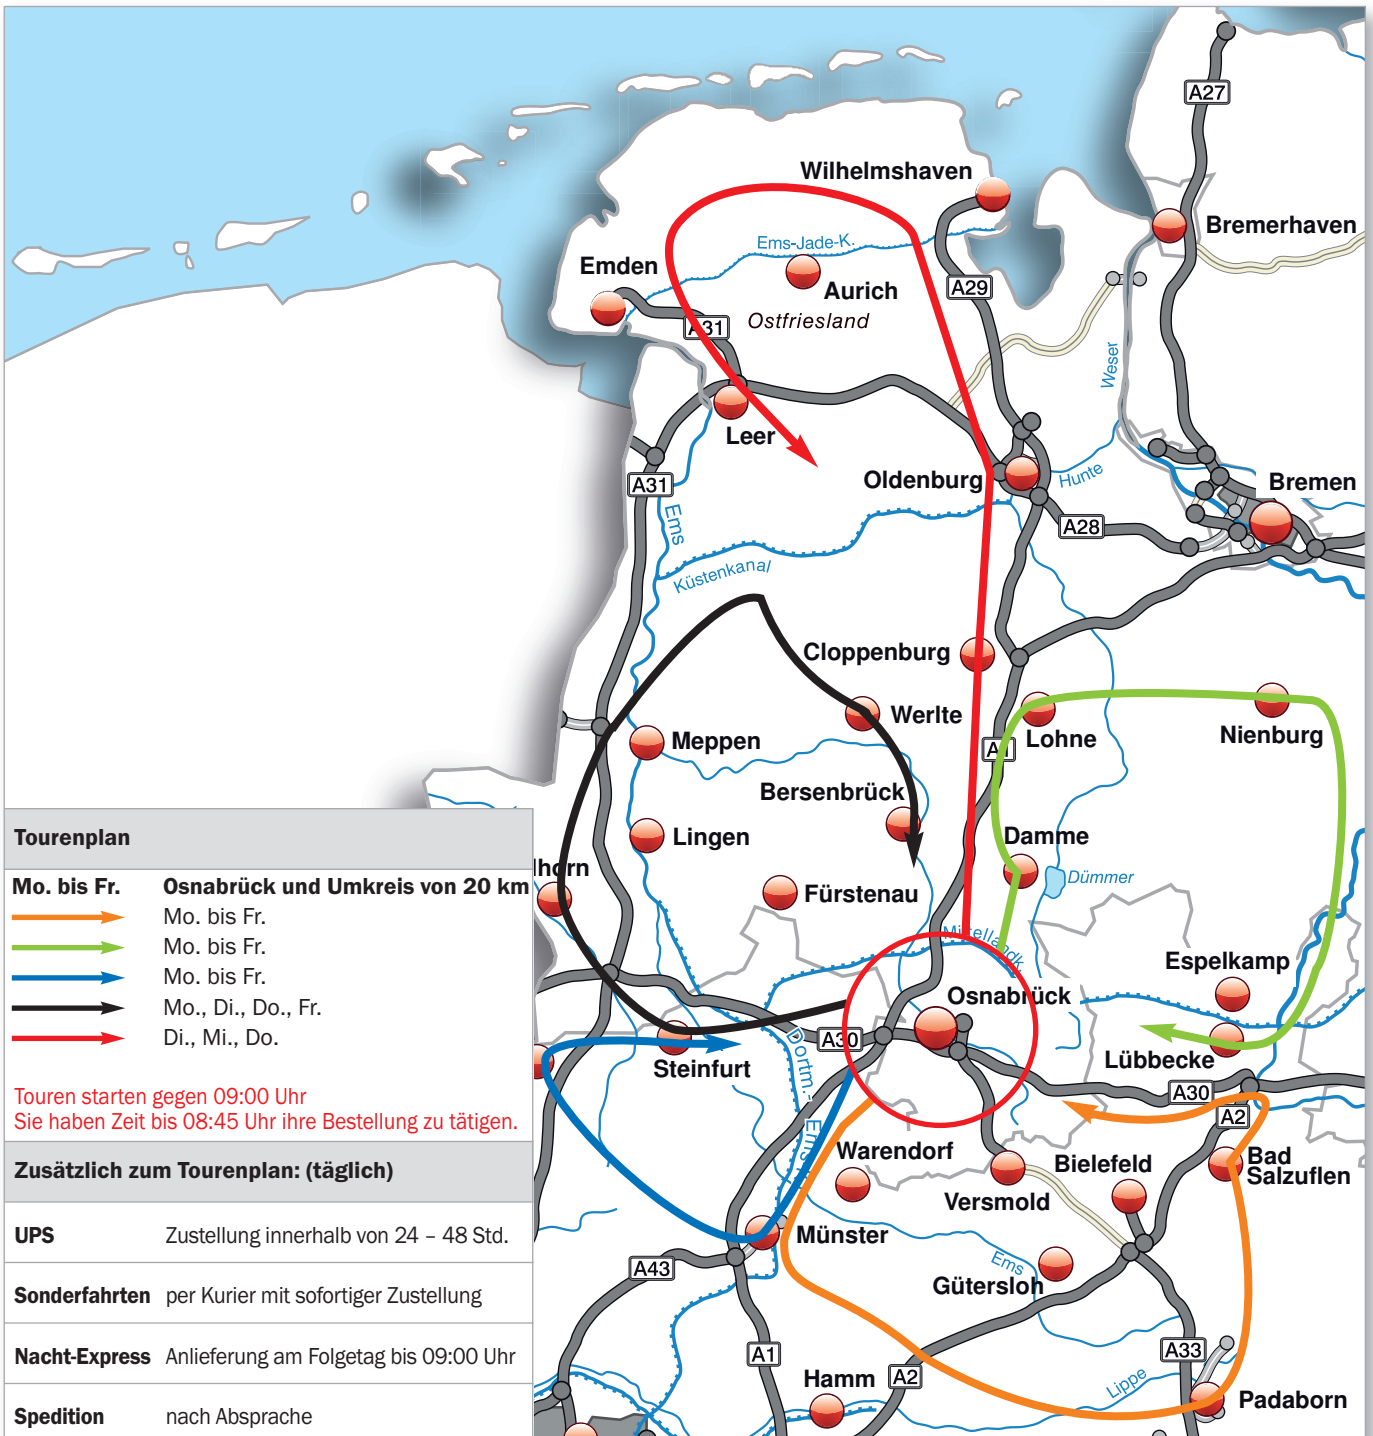 A27
Wilhelmshaven
Bremerhaven
Ems-Jade-K.
Emden
Aurich
A29
Ostfriesland
A31
Weser
Leer
Oldenburg
Hunte
Bremen
A31
Ems
A28
Küstenkanal
Cloppenburg
Werlte
Lohne
Nienburg
Meppen
A1
Bersenbrück
Lingen
Damme
lhorn
Dümmer
Fürstenau
Mittellandk.
Espelkamp
Osnabrück
A30
Steinfurt
Lübbecke
Dortm.-Ems-
A30
A2
Warendorf
Bielefeld
Bad
Salzuflen
Versmold
Münster
Ems
A43
Gütersloh
A1
A33
A2
Hamm
Lippe
Padaborn
Tourenplan
Mo. bis Fr. Osnabrück und Umkreis von 20 km
Mo. bis Fr.
Mo. bis Fr.
Mo. bis Fr.
Mo., Di., Do., Fr.
Di., Mi., Do.
Touren starten gegen 09:00 Uhr
Sie haben Zeit bis 08:45 Uhr ihre Bestellung zu tätigen.
Zusätzlich zum Tourenplan: (täglich)
UPS Zustellung innerhalb von 24 – 48 Std.
Sonderfahrten per Kurier mit sofortiger Zustellung
Nacht-Express Anlieferung am Folgetag bis 09:00 Uhr
Spedition nach Absprache